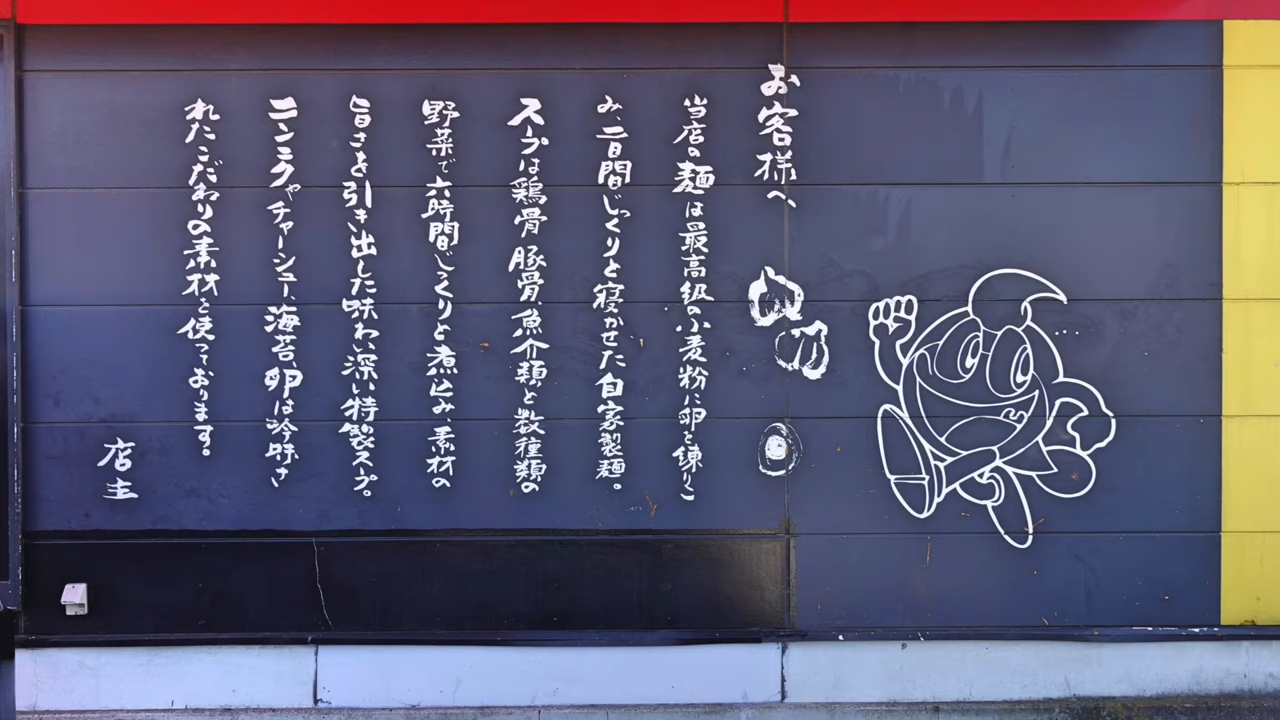 お客様へ、
当店の麺は最高級の小麦粉に卵を練りこ
み、二日間じっくりと寝かせた自家製麺。
スープは鶏骨、豚骨、魚介類と数種類の
野菜で六時間じっくりと煮込み、素材の
旨さを引き出した味わい深い特製スープ。
ニンニクやチャーシュー、海苔、卵は吟味さ
れたこだわりの素材を使っております。
店主